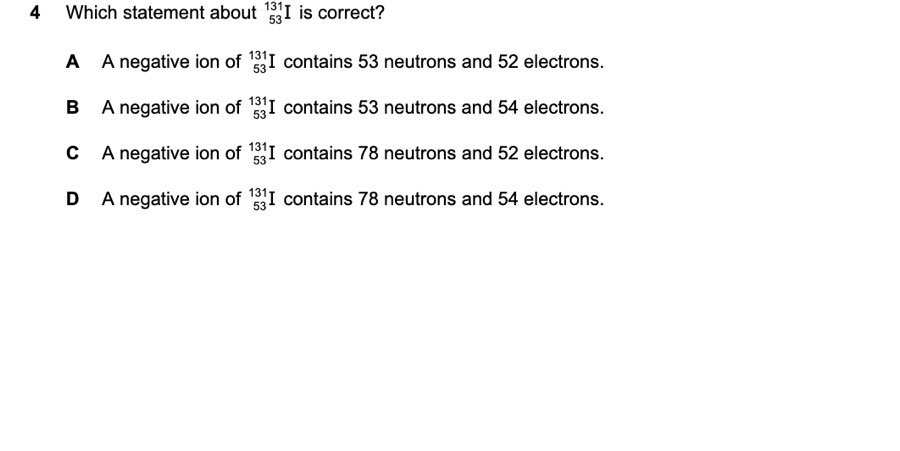 4 Which statement about ¹³¹₅₃I is correct?
A A negative ion of ¹³¹₅₃I contains 53 neutrons and 52 electrons.
B A negative ion of ¹³¹₅₃I contains 53 neutrons and 54 electrons.
C A negative ion of ¹³¹₅₃I contains 78 neutrons and 52 electrons.
D A negative ion of ¹³¹₅₃I contains 78 neutrons and 54 electrons.